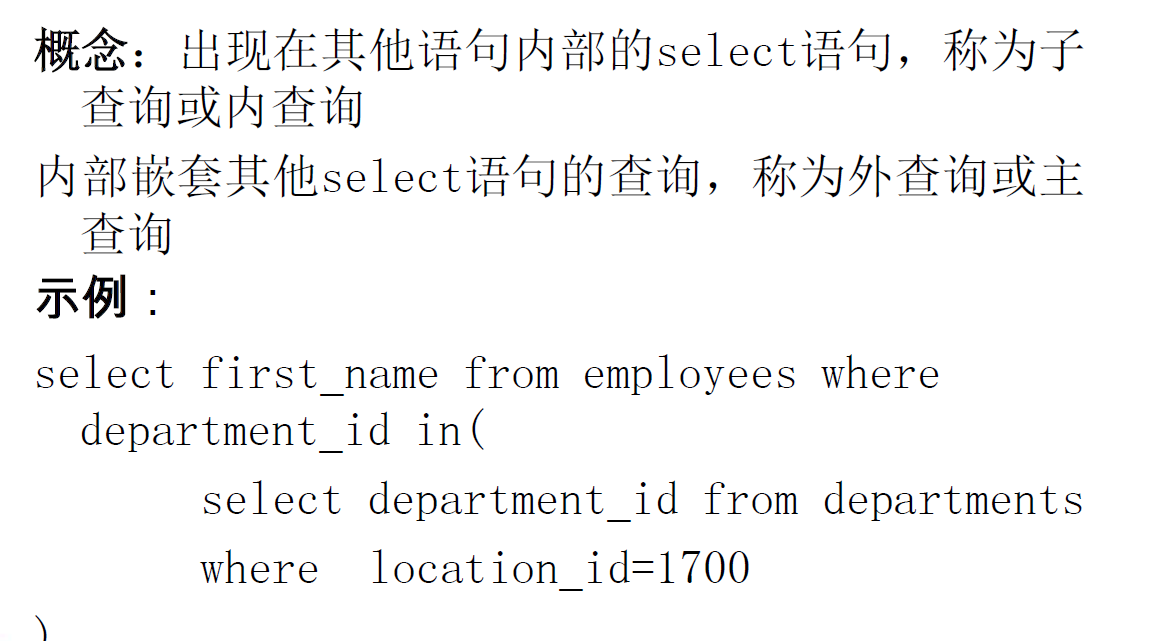 概念：出现在其他语句内部的select语句，称为子
查询或内查询
内部嵌套其他select语句的查询，称为外查询或主
查询
示例：
select first_name from employees where
department_id in(
select department_id from departments
where  location_id=1700
)